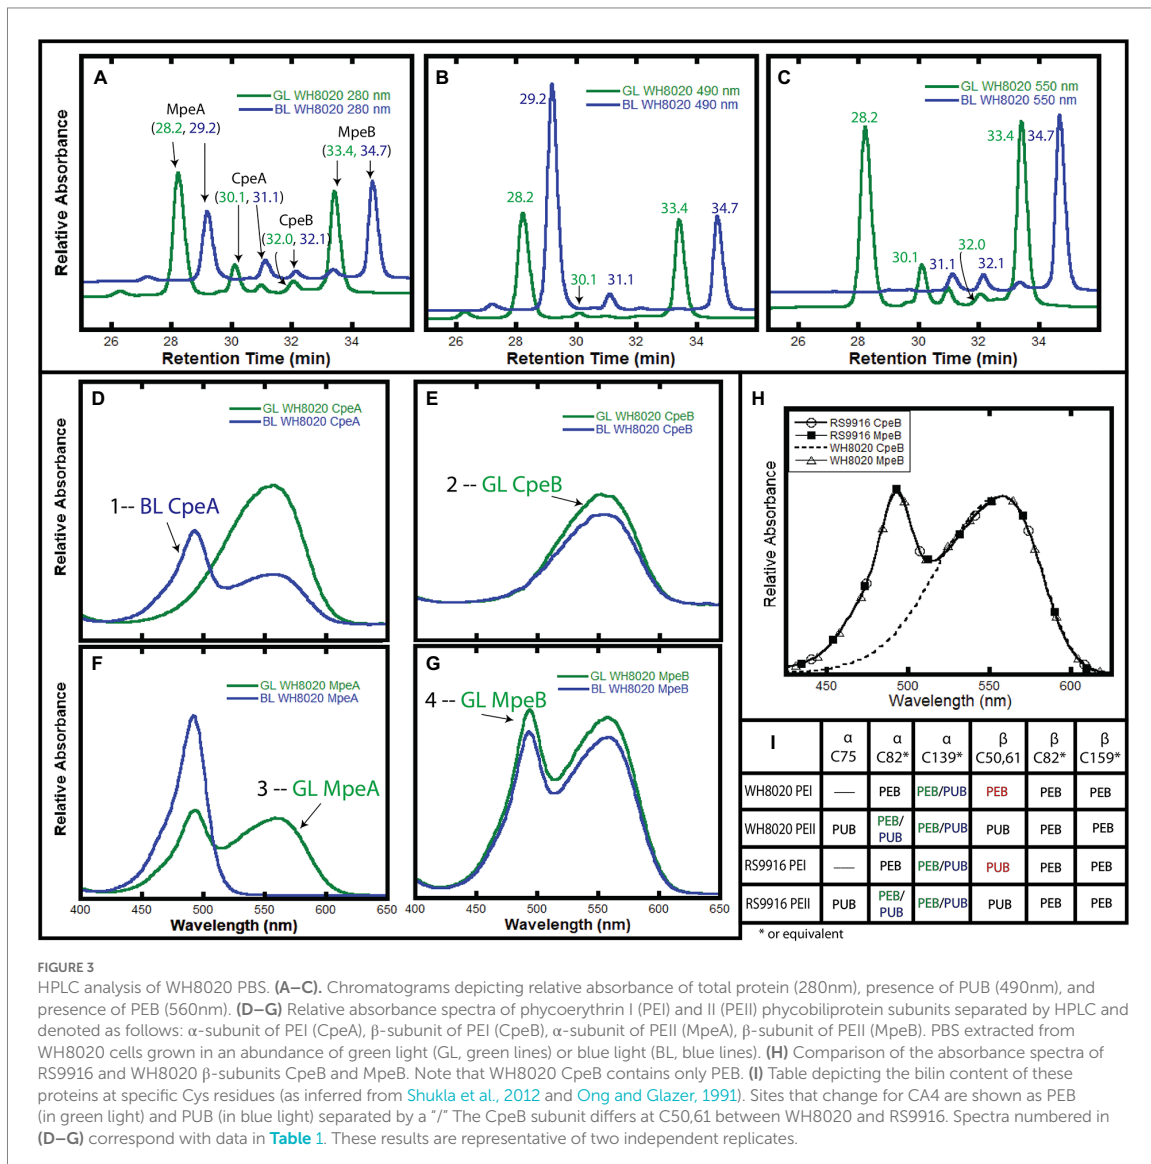 A
GL WH8020 280 nm
BL WH8020 280 nm
MpeA
(28.2, 29.2)
MpeB
(33.4, 34.7)
CpeA
(30.1, 31.1)
CpeB
(32.0, 32.1)
Relative Absorbance
26 28 30 32 34
Retention Time (min)
B
GL WH8020 490 nm
BL WH8020 490 nm
29.2
28.2
30.1
31.1
33.4
34.7
26 28 30 32 34
Retention Time (min)
C
GL WH8020 550 nm
BL WH8020 550 nm
28.2
33.4
34.7
30.1
31.1
32.0
32.1
26 28 30 32 34
Retention Time (min)
D
GL WH8020 CpeA
BL WH8020 CpeA
1-- BL CpeA
Relative Absorbance
E
GL WH8020 CpeB
BL WH8020 CpeB
2 -- GL CpeB
F
GL WH8020 MpeA
BL WH8020 MpeA
3 -- GL MpeA
Relative Absorbance
400 450 500 550 600 650
Wavelength (nm)
G
GL WH8020 MpeB
BL WH8020 MpeB
4 -- GL MpeB
400 450 500 550 600 650
Wavelength (nm)
H
RS9916 CpeB
RS9916 MpeB
WH8020 CpeB
WH8020 MpeB
Relative Absorbance
450 500 550 600
Wavelength (nm)
I α C75 α C82* α C139* β C50,61 β C82* β C159*
WH8020 PEI — PEB PEB/PUB PEB PEB PEB
WH8020 PEII PUB PEB/PUB PEB/PUB PUB PEB PEB
RS9916 PEI — PEB PEB/PUB PUB PEB PEB
RS9916 PEII PUB PEB/PUB PEB/PUB PUB PEB PEB
* or equivalent
FIGURE 3
HPLC analysis of WH8020 PBS. (A–C). Chromatograms depicting relative absorbance of total protein (280nm), presence of PUB (490nm), and
presence of PEB (560nm). (D–G) Relative absorbance spectra of phycoerythrin I (PEI) and II (PEII) phycobiliprotein subunits separated by HPLC and
denoted as follows: α-subunit of PEI (CpeA), β-subunit of PEI (CpeB), α-subunit of PEII (MpeA), β-subunit of PEII (MpeB). PBS extracted from
WH8020 cells grown in an abundance of green light (GL, green lines) or blue light (BL, blue lines). (H) Comparison of the absorbance spectra of
RS9916 and WH8020 β-subunits CpeB and MpeB. Note that WH8020 CpeB contains only PEB. (I) Table depicting the bilin content of these
proteins at specific Cys residues (as inferred from Shukla et al., 2012 and Ong and Glazer, 1991). Sites that change for CA4 are shown as PEB
(in green light) and PUB (in blue light) separated by a “/” The CpeB subunit differs at C50,61 between WH8020 and RS9916. Spectra numbered in
(D–G) correspond with data in Table 1. These results are representative of two independent replicates.